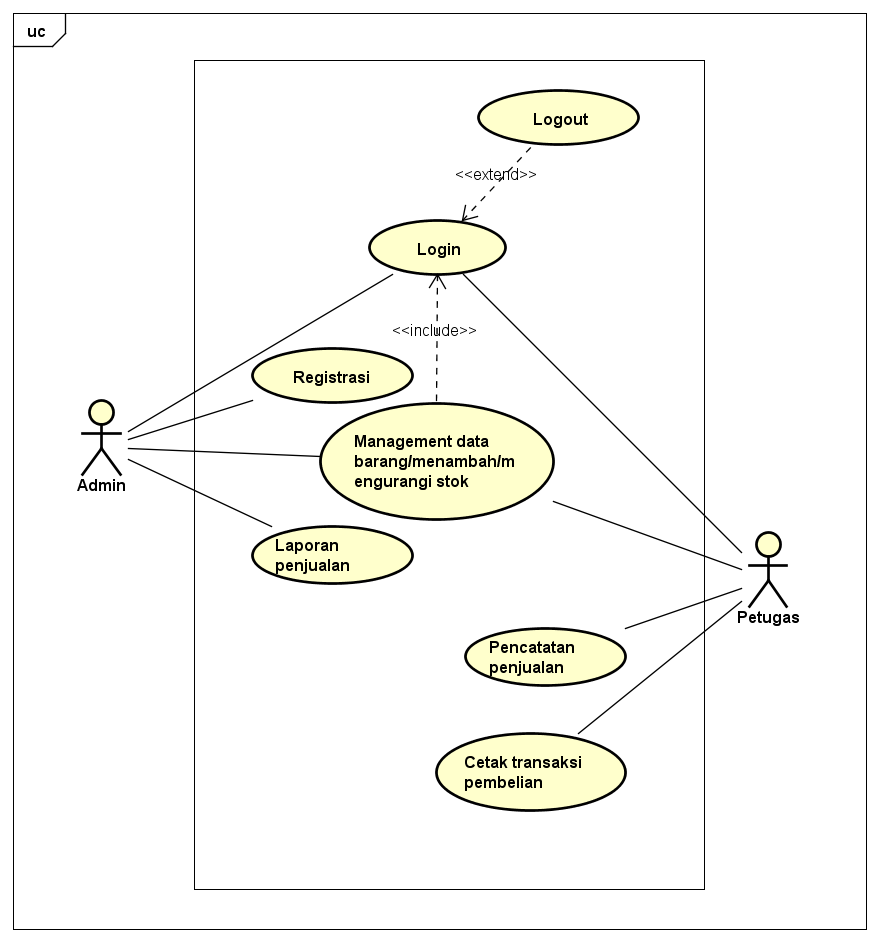 uc
Logout
<<extend>>
Login
<<include>>
Registrasi
Management data
barang/menambah/m
engurangi stok
Admin
Laporan
penjualan
Petugas
Pencatatan
penjualan
Cetak transaksi
pembelian